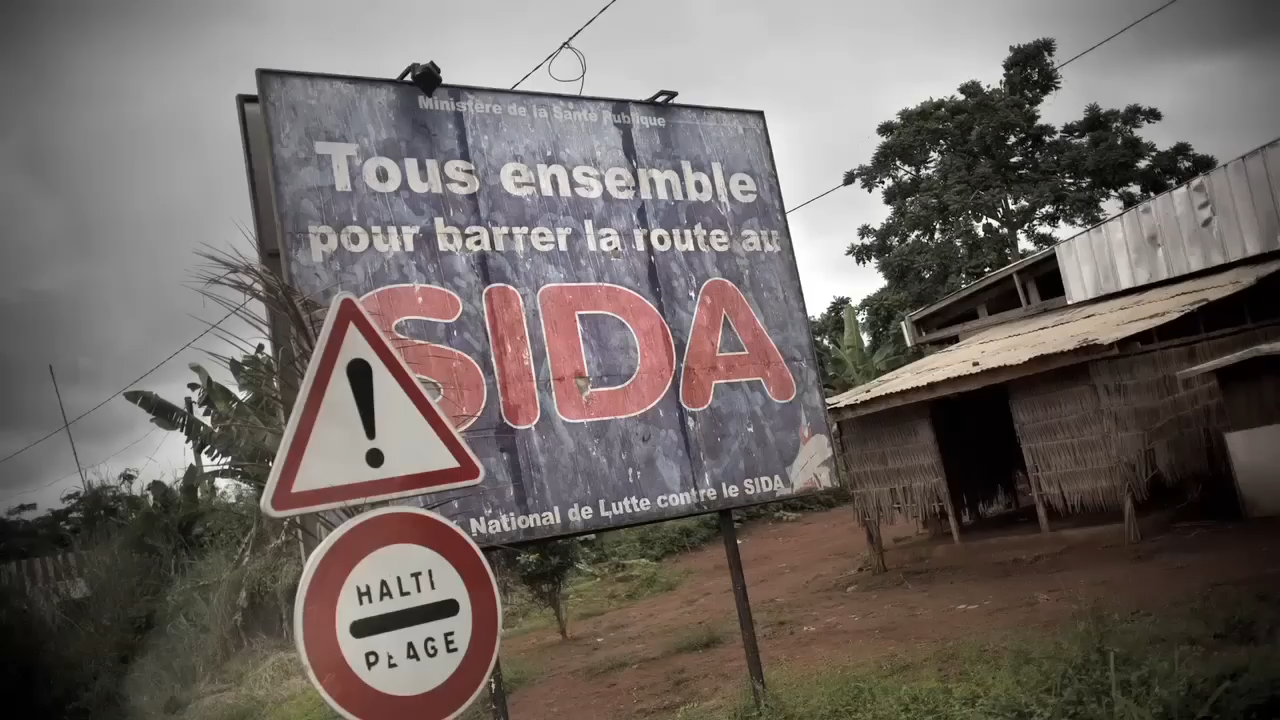 Ministère de la Santé Publique
Tous ensemble
pour barrer la route au
SIDA
National de Lutte contre le SIDA
HALTI
PEAGE